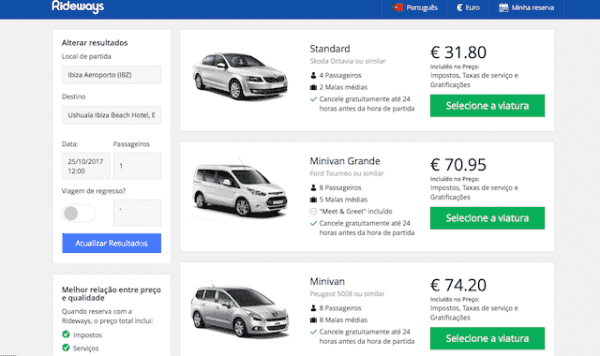 Rideways
Português
€ Euro
Minha reserva
Alterar resultados
Local de partida
Ibiza Aeroporto (IBZ)
Destino
Ushuaïa Ibiza Beach Hotel, E
Data:
Passageiros
25/10/2017
12:00
1
Viagem de regresso?
-
Atualizar Resultados
Melhor relação entre preço
e qualidade
Quando reserva com a
Rideways, o preço total inclui:
Impostos
Serviços
Standard
Skoda Octavia ou similar
4 Passageiros
2 Malas médias
Cancele gratuitamente até 24
horas antes da hora de partida
€ 31.80
Incluído no Preço:
Impostos, Taxas de serviço e
Gratificações
Selecione a viatura
Minivan Grande
Ford Tourneo ou similar
8 Passageiros
5 Malas médias
"Meet & Greet" incluído
Cancele gratuitamente até 24
horas antes da hora de partida
€ 70.95
Incluído no Preço:
Impostos, Taxas de serviço e
Gratificações
Selecione a viatura
Minivan
Peugeot 5008 ou similar
8 Passageiros
8 Malas médias
Cancele gratuitamente até 24
horas antes da hora de partida
€ 74.20
Incluído no Preço:
Impostos, Taxas de serviço e
Gratificações
Selecione a viatura